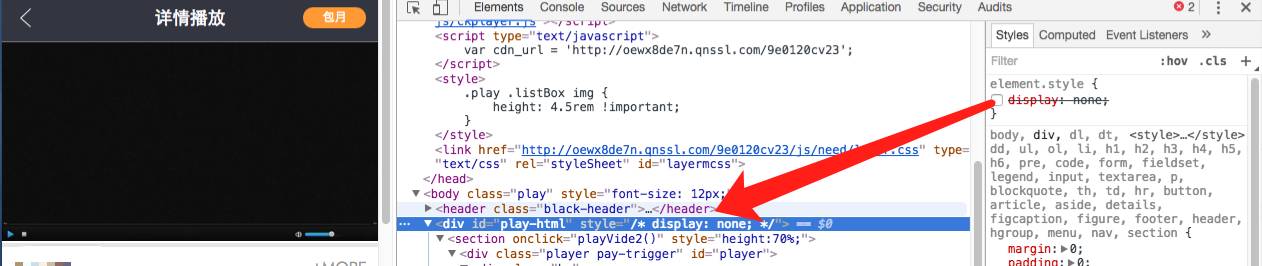 详情播放
包月
+MORE
Elements Console Sources Network Timeline Profiles Application Security Audits
2
js/ckplayer.js"></script>
<script type="text/javascript">
var cdn_url = 'http://oewx8de7n.qnssl.com/9e0120cv23';
</script>
<style>
.play .listBox img {
height: 4.5rem !important;
}
</style>
<link href="http://oewx8de7n.qnssl.com/9e0120cv23/js/need/layer.css" type=
"text/css" rel="styleSheet" id="layermcss">
</head>
▼<body class="play" style="font-size: 12px;
▶<header class="black-header">…</header>
… ▼<div id="play-html" style="/* display: none; */"> == $0
▼<section onclick="playVide2()" style="height:70%;">
▼<div class="player pay-trigger" id="player">
Styles Computed Event Listeners »
Filter :hov .cls +
element.style {
display: none;
}
body, div, dl, dt, <style>…</style>
dd, ul, ol, li, h1, h2, h3, h4, h5,
h6, pre, code, form, fieldset,
legend, input, textarea, p,
blockquote, th, td, hr, button,
article, aside, details,
figcaption, figure, footer, header,
hgroup, menu, nav, section {
margin:▶0;
padding:▶0;